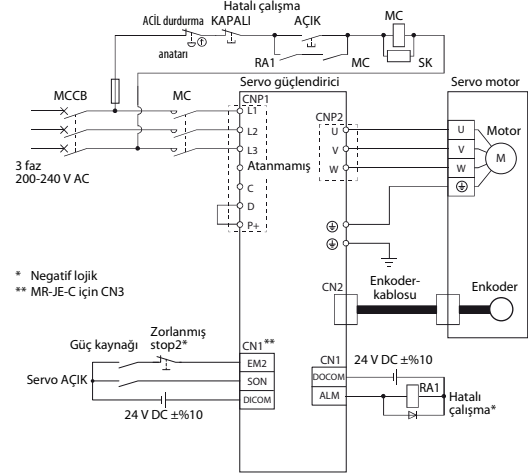 Hatalı çalışma
ACİL durdurma KAPALI AÇIK MC
anatarı RA1 MC SK
MCCB MC
Servo güçlendirici Servo motor
CNP1
L1
L2
L3
CNP2
U
V
W
U Motor
V
W
M
3 faz
200-240 V AC
Atanmamış
C
D
P+
* Negatif lojik
** MR-JE-C için CN3
CN2
Enkoder-
kablosu
Enkoder
Güç kaynağı
Zorlanmış
stop2*
CN1**
EM2
Servo AÇIK
SON
DICOM
24 V DC ±%10
CN1
24 V DC ±%10
DOCOM
ALM
RA1
Hatalı
çalışma*